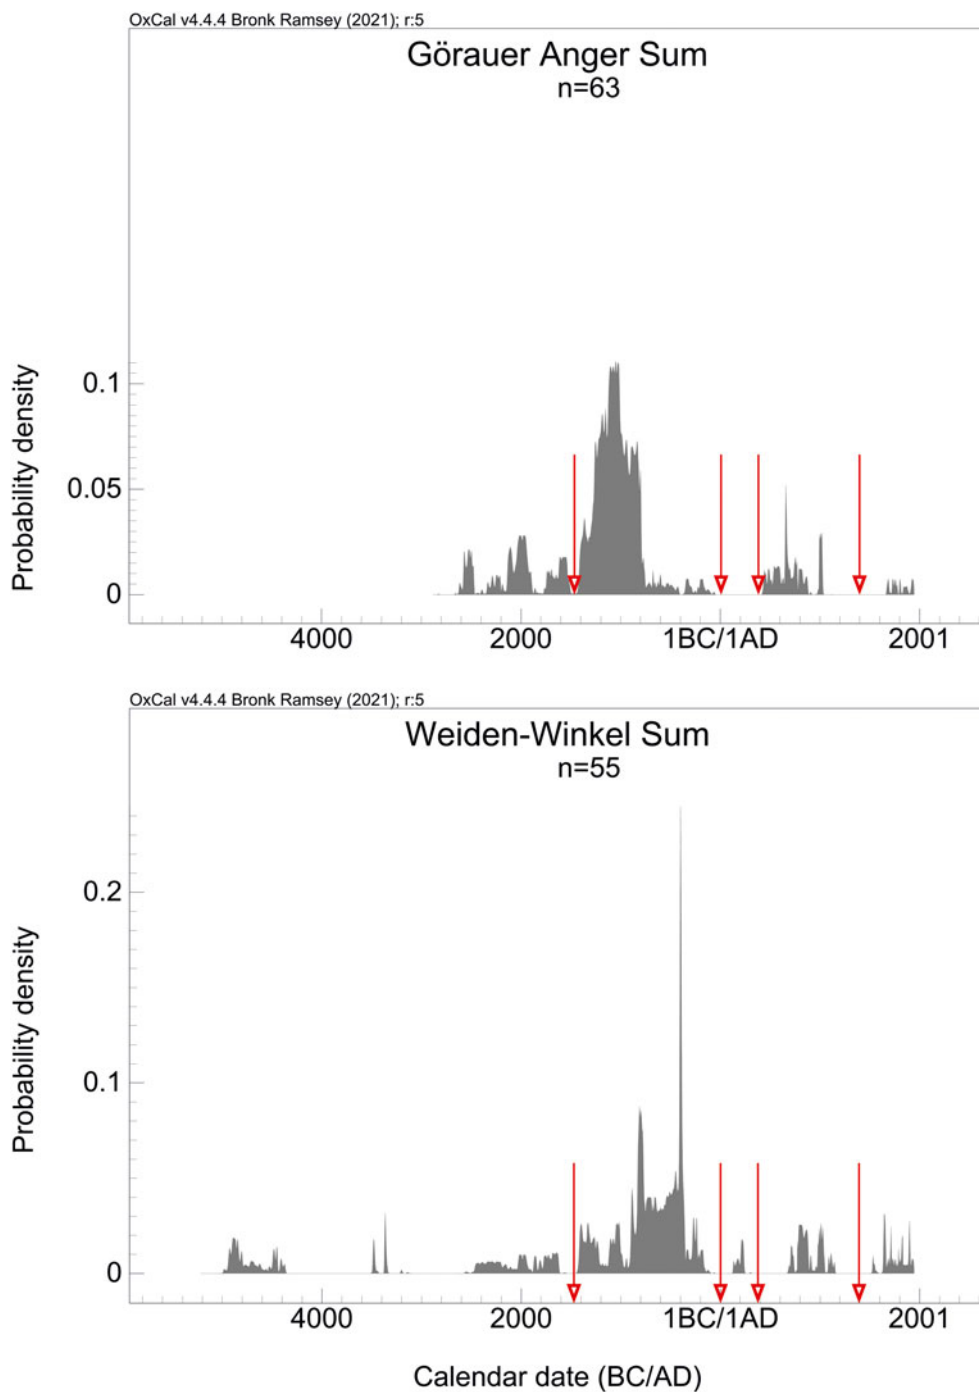 OxCal v4.4.4 Bronk Ramsey (2021); r:5
Görauer Anger Sum
n=63
Probability density
0.1
0.05
0
4000 2000 1BC/1AD 2001
OxCal v4.4.4 Bronk Ramsey (2021); r:5
Weiden-Winkel Sum
n=55
Probability density
0.2
0.1
0
4000 2000 1BC/1AD 2001
Calendar date (BC/AD)